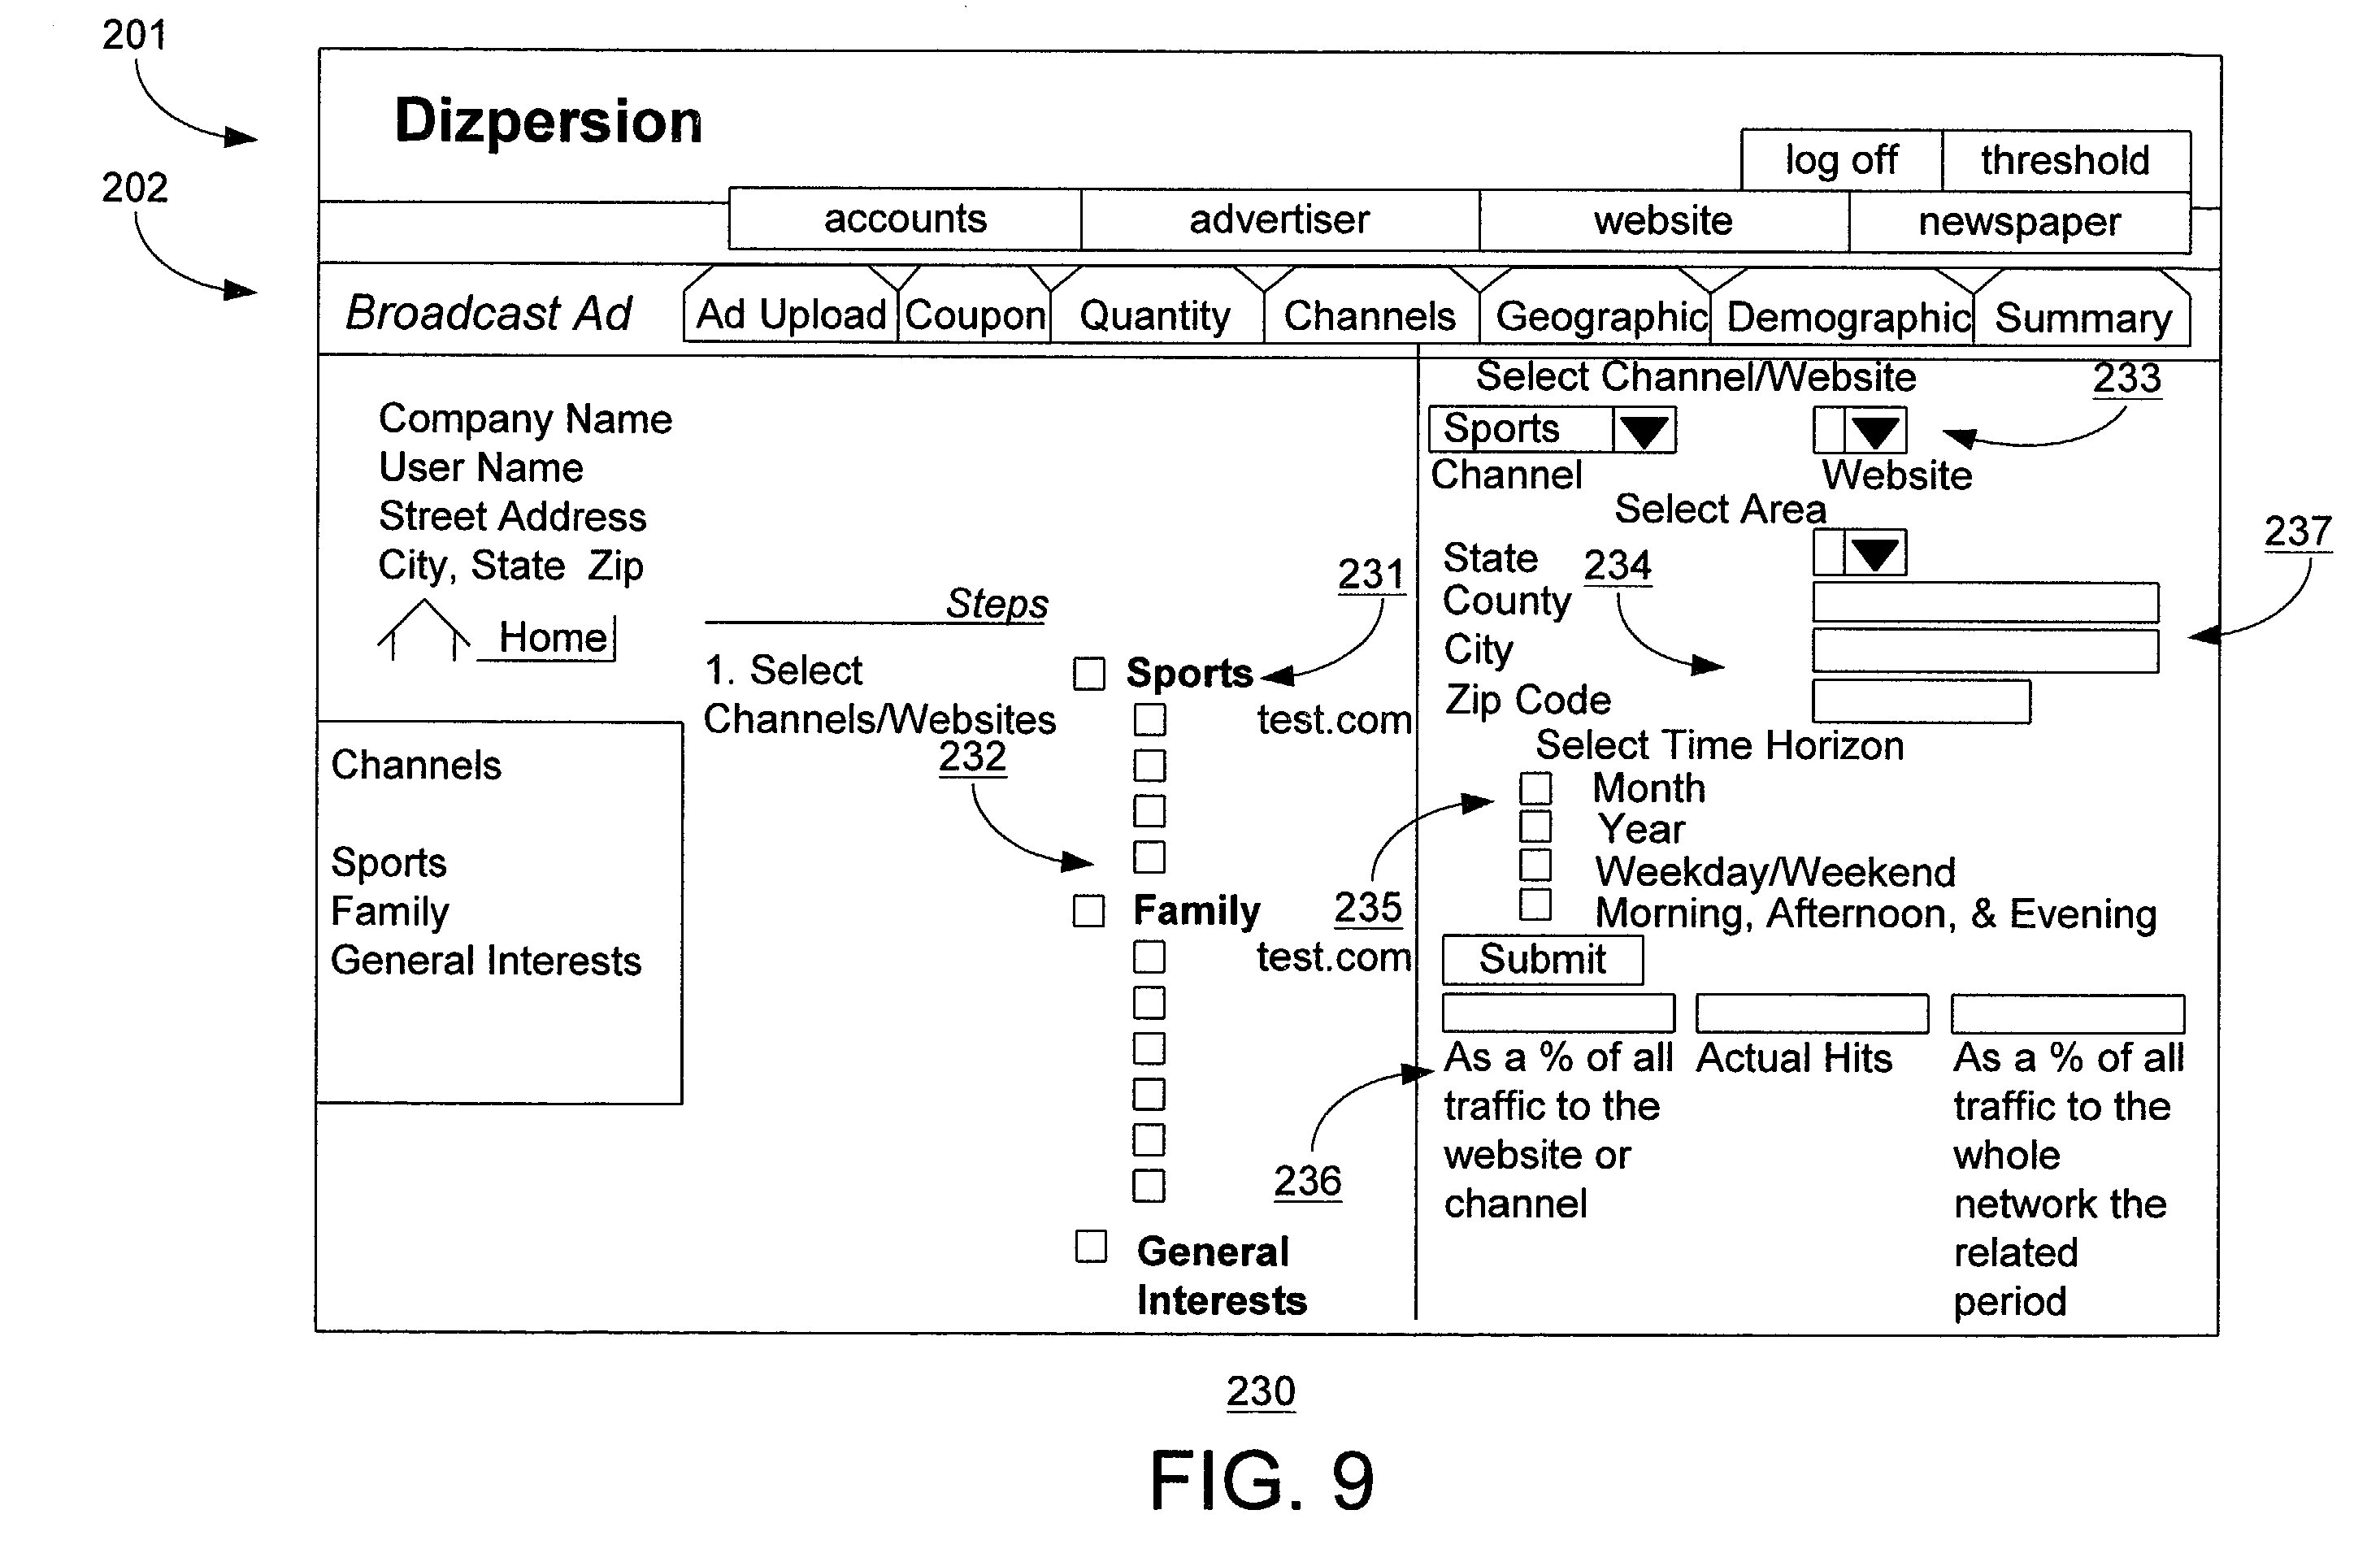 201
Dizpersion
log off threshold
202
accounts advertiser website newspaper
Broadcast Ad Ad Upload Coupon Quantity Channels Geographic Demographic Summary
Company Name
User Name
Street Address
City, State Zip
Home
Channels
Sports
Family
General Interests
Steps
1. Select
Channels/Websites
232
231
Sports
test.com
Family
test.com
General
Interests
Select Channel/Website
233
Sports
Channel Website
Select Area
237
State
234
County
City
Zip Code
Select Time Horizon
Month
Year
Weekday/Weekend
235
Morning, Afternoon, & Evening
Submit
As a % of all
traffic to the
website or
channel
Actual Hits
As a % of all
traffic to the
whole
network the
related
period
236
230
FIG. 9